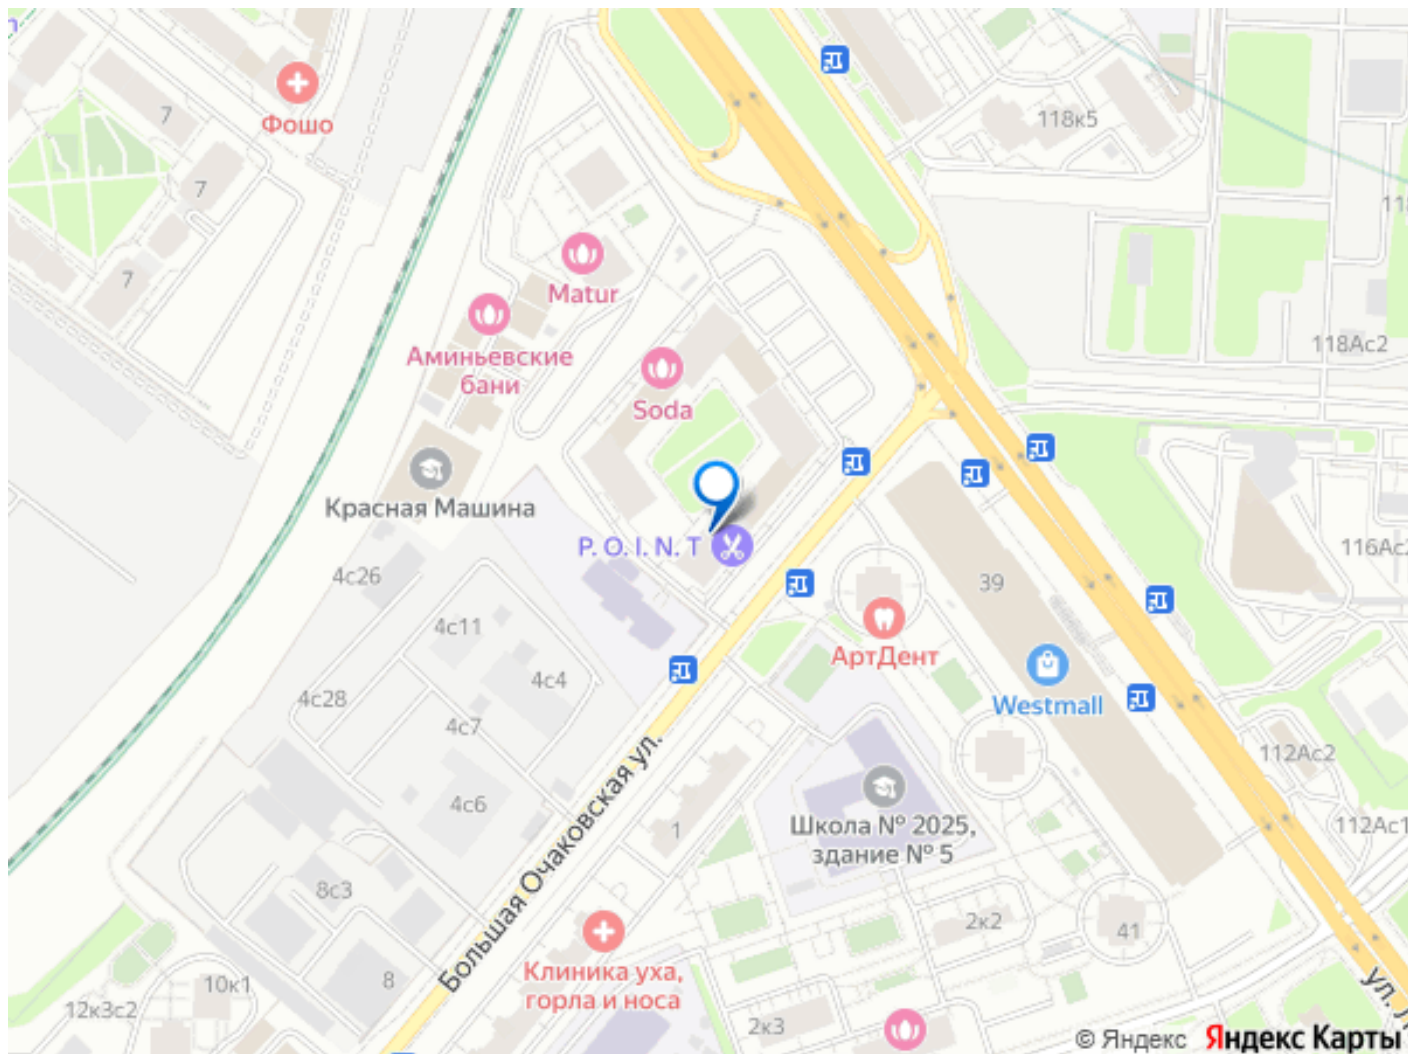 Фошо
7
7
7
118к5
118Ас2
Matur
Аминьевские
бани
Soda
Красная Машина
P. O. I. N. T
4с26
4с11
4с4
4с28
4с7
4с6
39
116Ас2
АртДент
Westmall
112Ас2
112Ас1
Школа № 2025,
здание № 5
1
Большая Очаковская ул.
8с3
8
10к1
12к3с2
Клиника уха,
горла и носа
2к2
41
2к3
ул. Л
© Яндекс Яндекс Карты